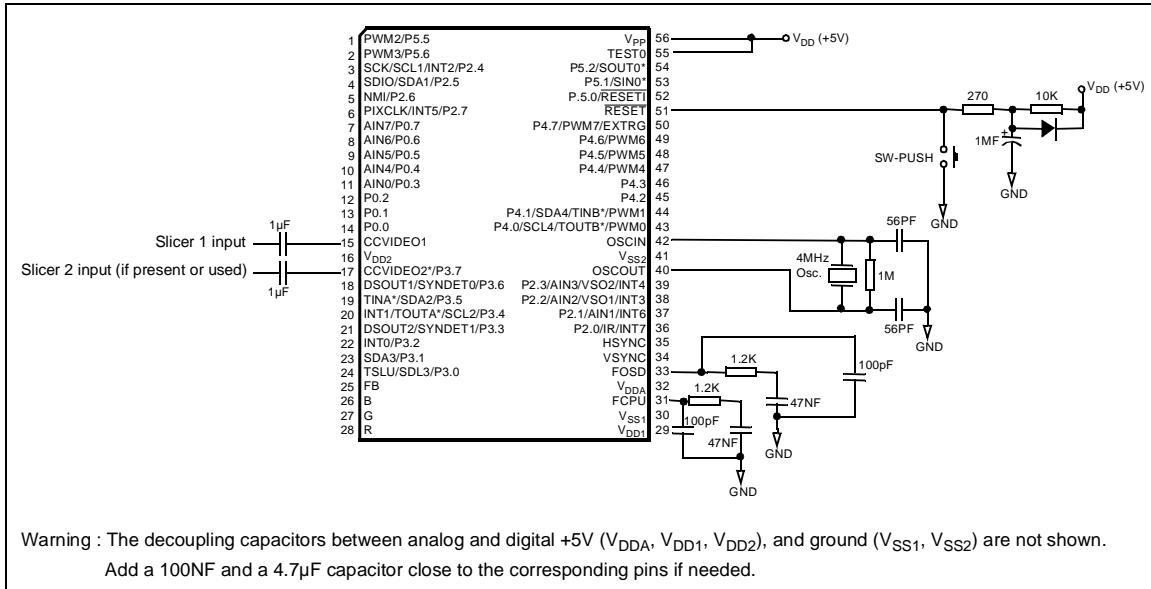 1 PWM2/P5.5
2 PWM3/P5.6
3 SCK/SCL1/INT2/P2.4
4 SDIO/SDA1/P2.5
5 NMI/P2.6
6 PIXCLK/INT5/P2.7
7 AIN7/P0.7
8 AIN6/P0.6
9 AIN5/P0.5
10 AIN4/P0.4
11 AIN0/P0.3
12 P0.2
13 P0.1
14 P0.0
15 CCVIDEO1
16 VDD2
17 CCVIDEO2*/P3.7
18 DSOUT1/SYNDET0/P3.6
19 TINA*/SDA2/P3.5
20 INT1/TOUTA*/SCL2/P3.4
21 DSOUT2/SYNDET1/P3.3
22 INT0/P3.2
23 SDA3/P3.1
24 TSLU/SDL3/P3.0
25 FB
26 B
27 G
28 R
VPP 56
TEST0 55
P5.2/SOUT0* 54
P5.1/SIN0* 53
P.5.0/RESETI 52
RESET 51
P4.7/PWM7/EXTRG 50
P4.6/PWM6 49
P4.5/PWM5 48
P4.4/PWM4 47
P4.3 46
P4.2 45
P4.1/SDA4/TINB*/PWM1 44
P4.0/SCL4/TOUTB*/PWM0 43
OSCIN 42
VSS2 41
OSCOUT 40
P2.3/AIN3/VSO2/INT4 39
P2.2/AIN2/VSO1/INT3 38
P2.1/AIN1/INT6 37
P2.0/IR/INT7 36
HSYNC 35
VSYNC 34
FOSD 33
VDDA 32
FCPU 31
VSS1 30
VDD1 29
1µF
Slicer 1 input
Slicer 2 input (if present or used)
1µF
VDD (+5V)
VDD (+5V)
270
10K
1MF
+
SW-PUSH
GND
GND
56PF
4MHz
Osc.
1M
56PF
GND
1.2K
100pF
47NF
GND
1.2K
100pF
47NF
GND
Warning : The decoupling capacitors between analog and digital +5V (VDDA, VDD1, VDD2), and ground (VSS1, VSS2) are not shown.
Add a 100NF and a 4.7µF capacitor close to the corresponding pins if needed.